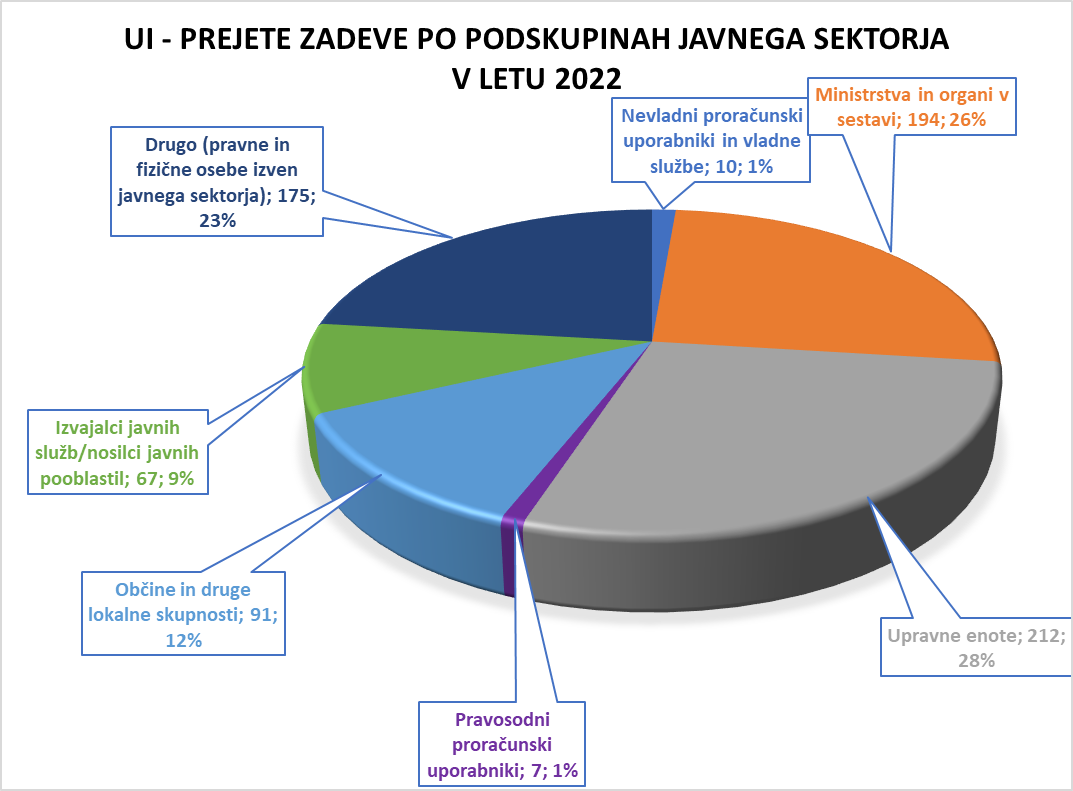 UI - PREJETE ZADEVE PO PODSKUPINAH JAVNEGA SEKTORJA
V LETU 2022
Nevladni proračunski
uporabniki in vladne
službe; 10; 1%
Ministrstva in organi v
sestavi; 194; 26%
Drugo (pravne in
fizične osebe izven
javnega sektorja); 175;
23%
Izvajalci javnih
služb/nosilci javnih
pooblastil; 67; 9%
Občine in druge
lokalne skupnosti; 91;
12%
Upravne enote; 212;
28%
Pravosodni
proračunski
uporabniki; 7; 1%